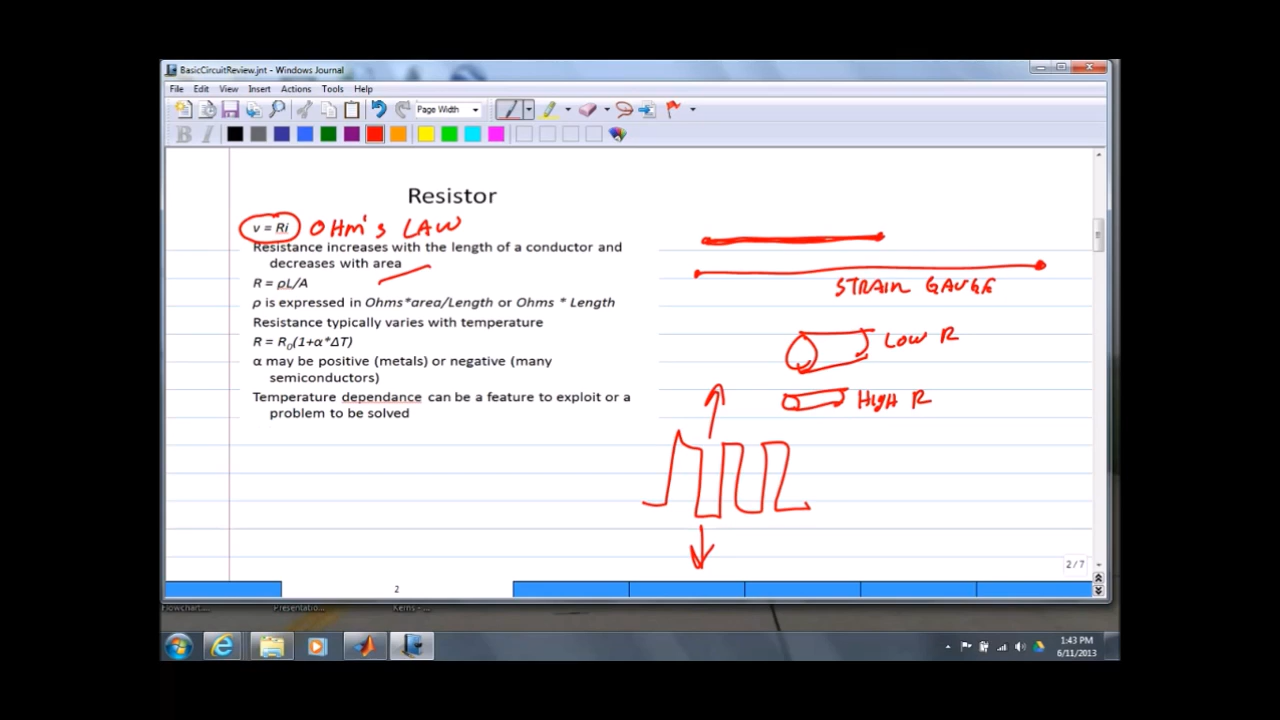 BasicCircuitReview.jnt - Windows Journal
File Edit View Insert Actions Tools Help
Page Width
B I
Resistor
v = Ri OHM'S LAW
Resistance increases with the length of a conductor and
decreases with area
R = ρL/A
ρ is expressed in Ohms*area/Length or Ohms * Length
Resistance typically varies with temperature
R = R0(1+α*ΔT)
α may be positive (metals) or negative (many
semiconductors)
Temperature dependance can be a feature to exploit or a
problem to be solved
STRAIN GAUGE
LOW R
HIGH R
2 / 7
2
Flowchart....
Presentatio...
Kerns - ...
1:43 PM
6/11/2013